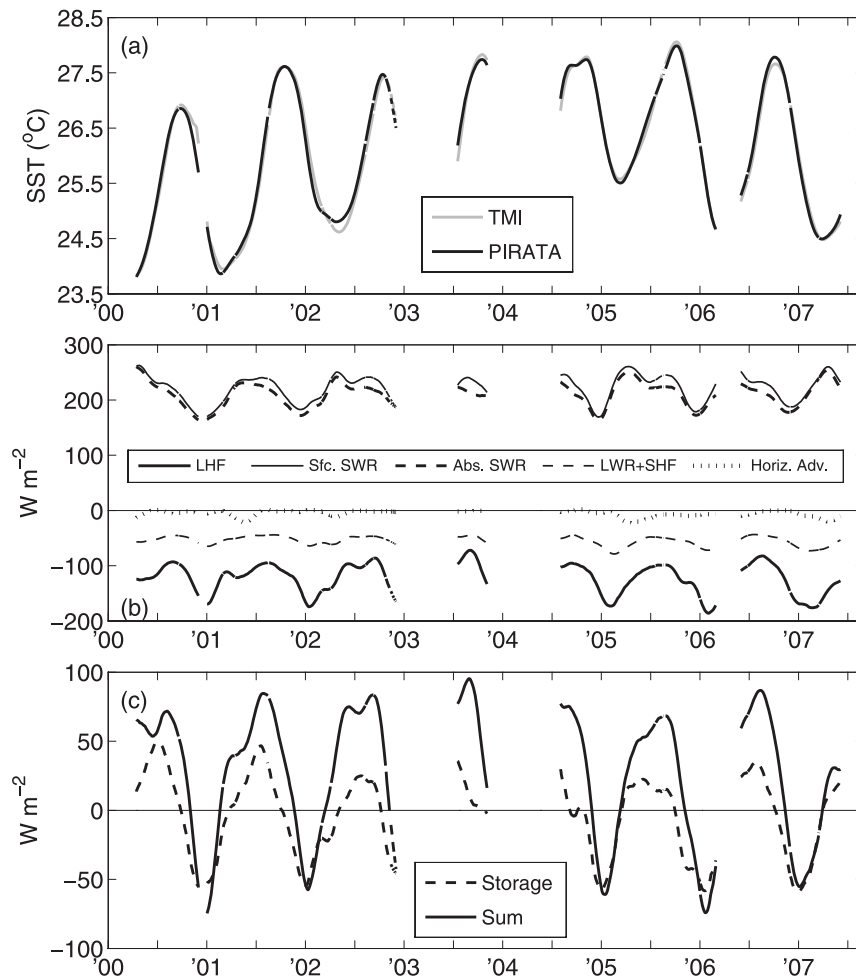 28.5
(a)
27.5
26.5
25.5
24.5
23.5
SST (°C)
TMI
PIRATA
'00 '01 '02 '03 '04 '05 '06 '07
300
200
100
0
−100
−200
W m⁻²
LHF Sfc. SWR Abs. SWR LWR+SHF Horiz. Adv.
(b)
'00 '01 '02 '03 '04 '05 '06 '07
100
(c)
50
0
−50
−100
W m⁻²
Storage
Sum
'00 '01 '02 '03 '04 '05 '06 '07